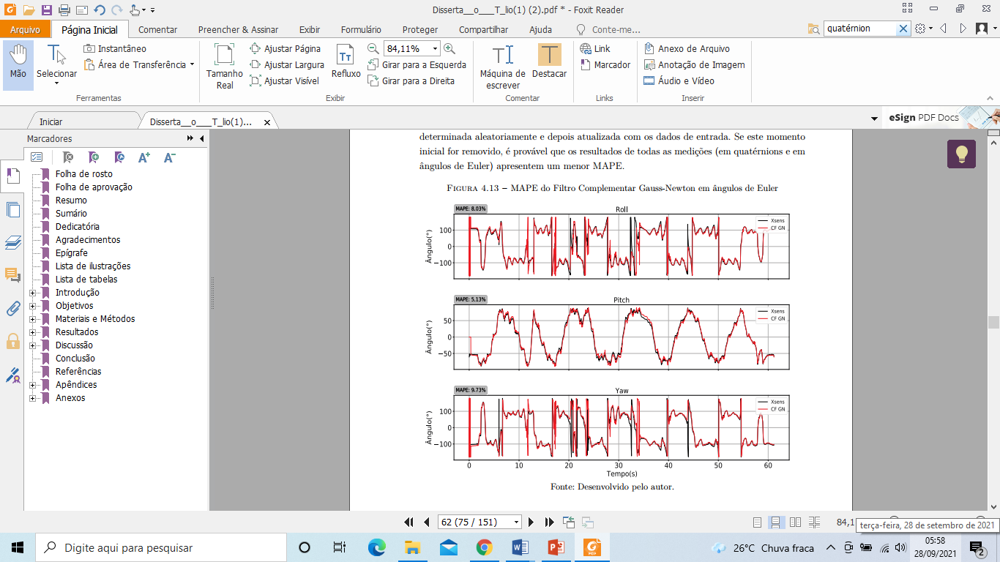 Disserta__o___T_lio(1) (2).pdf * - Foxit Reader
Arquivo
Página Inicial
Comentar
Preencher & Assinar
Exibir
Formulário
Proteger
Compartilhar
Ajuda
Conte-me...
quatérnion
Mão
Selecionar
Instantâneo
Área de Transferência
Ferramentas
Tamanho Real
Ajustar Página
Ajustar Largura
Ajustar Visível
Refluxo
84,11%
Girar para a Esquerda
Girar para a Direita
Exibir
Máquina de escrever
Destacar
Comentar
Link
Marcador
Links
Anexo de Arquivo
Anotação de Imagem
Áudio e Vídeo
Inserir
Iniciar
Disserta__o___T_lio(1)...
eSign PDF Docs
Marcadores
Folha de rosto
Folha de aprovação
Resumo
Sumário
Dedicatória
Agradecimentos
Epígrafe
Lista de ilustrações
Lista de tabelas
Introdução
Objetivos
Materiais e Métodos
Resultados
Discussão
Conclusão
Referências
Apêndices
Anexos
determinada aleatoriamente e depois atualizada com os dados de entrada. Se este momento
inicial for removido, é provável que os resultados de todas as medições (em quatérnions e em
ângulos de Euler) apresentem um menor MAPE.
FIGURA 4.13 – MAPE do Filtro Complementar Gauss-Newton em ângulos de Euler
MAPE: 8.03%
Roll
Xsens
CF GN
Ângulo(°)
100
0
−100
MAPE: 5.13%
Pitch
Xsens
CF GN
Ângulo(°)
50
0
−50
MAPE: 9.73%
Yaw
Xsens
CF GN
Ângulo(°)
100
0
−100
0 10 20 30 40 50 60
Tempo(s)
Fonte: Desenvolvido pelo autor.
62 (75 / 151)
84,1
terça-feira, 28 de setembro de 2021
Digite aqui para pesquisar
26°C Chuva fraca
05:58
28/09/2021
2